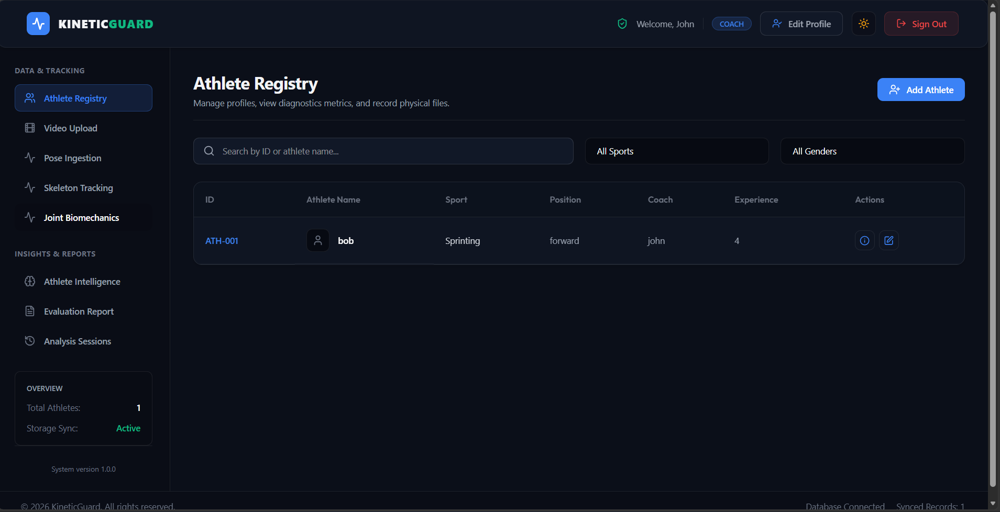 KINETICGUARD
Welcome, John
COACH
Edit Profile
Sign Out
DATA & TRACKING
Athlete Registry
Video Upload
Pose Ingestion
Skeleton Tracking
Joint Biomechanics
INSIGHTS & REPORTS
Athlete Intelligence
Evaluation Report
Analysis Sessions
OVERVIEW
Total Athletes: 1
Storage Sync: Active
System version 1.0.0
Athlete Registry
Manage profiles, view diagnostics metrics, and record physical files.
Add Athlete
Search by ID or athlete name...
All Sports
All Genders
ID Athlete Name Sport Position Coach Experience Actions
ATH-001 bob Sprinting forward john 4
© 2026 KineticGuard. All rights reserved.
Database Connected Synced Records: 1